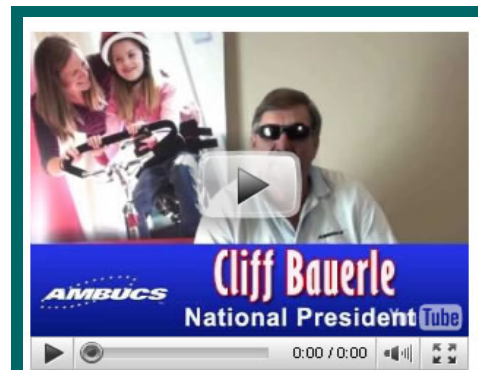 AMBUCS
Cliff Bauerle
National President
You Tube
0:00 / 0:00